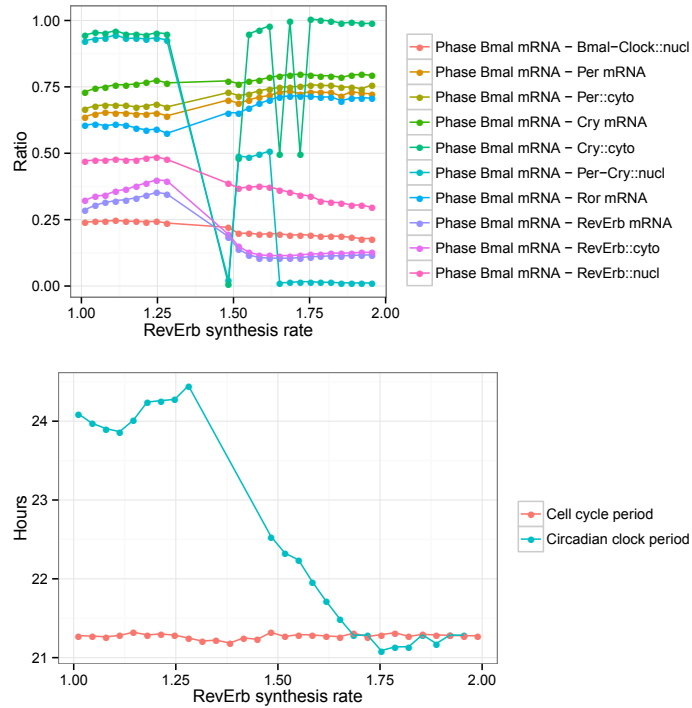 1.00
0.75
0.50
0.25
0.00
Ratio
1.00 1.25 1.50 1.75 2.00
RevErb synthesis rate
Phase Bmal mRNA − Bmal−Clock::nucl
Phase Bmal mRNA − Per mRNA
Phase Bmal mRNA − Per::cyto
Phase Bmal mRNA − Cry mRNA
Phase Bmal mRNA − Cry::cyto
Phase Bmal mRNA − Per−Cry::nucl
Phase Bmal mRNA − Ror mRNA
Phase Bmal mRNA − RevErb mRNA
Phase Bmal mRNA − RevErb::cyto
Phase Bmal mRNA − RevErb::nucl
24
23
22
21
Hours
1.00 1.25 1.50 1.75 2.00
RevErb synthesis rate
Cell cycle period
Circadian clock period